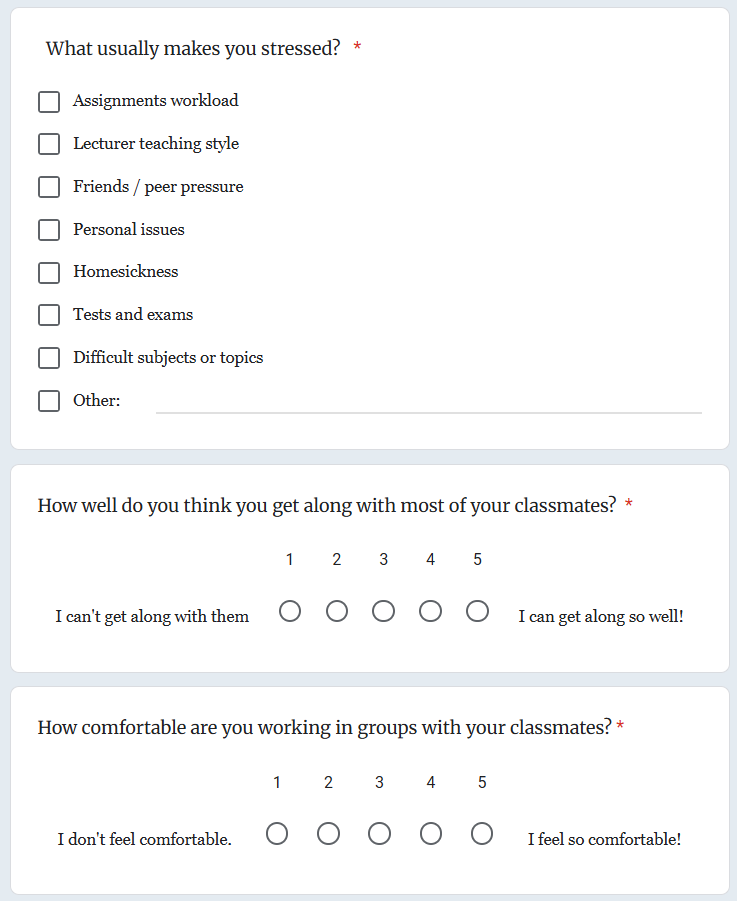 What usually makes you stressed? *
Assignments workload
Lecturer teaching style
Friends / peer pressure
Personal issues
Homesickness
Tests and exams
Difficult subjects or topics
Other:
How well do you think you get along with most of your classmates? *
1 2 3 4 5
I can't get along with them I can get along so well!
How comfortable are you working in groups with your classmates? *
1 2 3 4 5
I don't feel comfortable. I feel so comfortable!